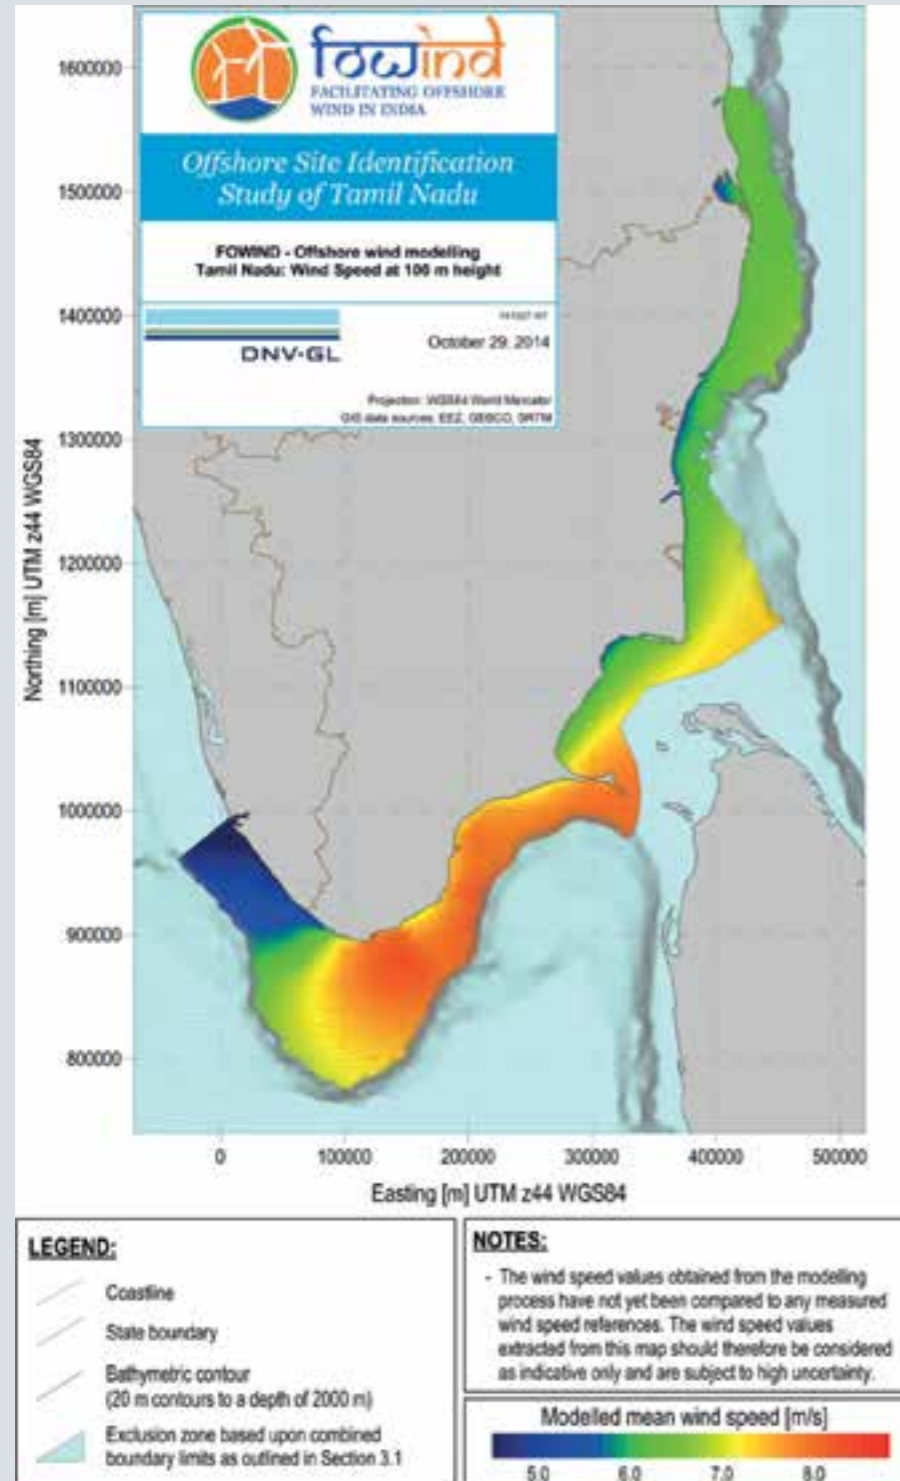 fowind
FACILITATING OFFSHORE
WIND IN INDIA
Offshore Site Identification
Study of Tamil Nadu
FOWIND - Offshore wind modelling
Tamil Nadu: Wind Speed at 100 m height
DNV·GL
October 29, 2014
Projection: WGS84 World Mercator
GIS data sources: EEZ, GEBCO, SRTM
Northing [m] UTM z44 WGS84
1600000
1500000
1400000
1300000
1200000
1100000
1000000
900000
800000
0 100000 200000 300000 400000 500000
Easting [m] UTM z44 WGS84
LEGEND:
Coastline
State boundary
Bathymetric contour
(20 m contours to a depth of 2000 m)
Exclusion zone based upon combined
boundary limits as outlined in Section 3.1
NOTES:
- The wind speed values obtained from the modelling
process have not yet been compared to any measured
wind speed references. The wind speed values
extracted from this map should therefore be considered
as indicative only and are subject to high uncertainty.
Modelled mean wind speed [m/s]
5.0 6.0 7.0 8.0